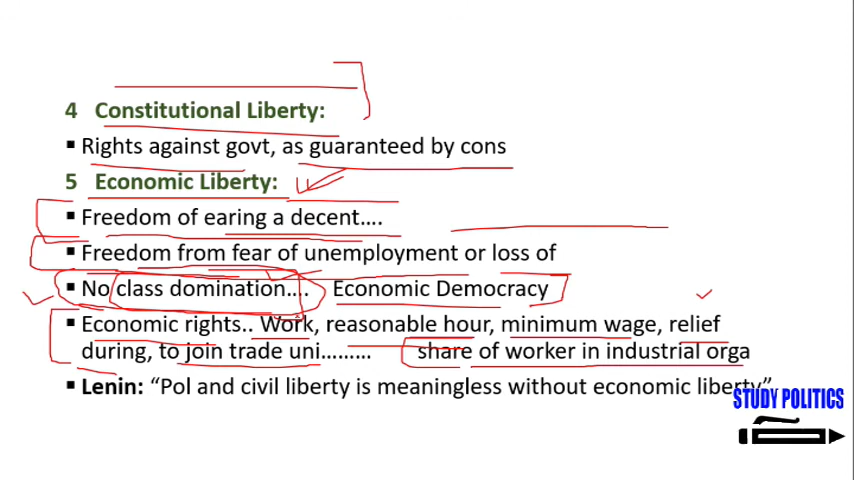 4 Constitutional Liberty:
▪ Rights against govt, as guaranteed by cons
5 Economic Liberty:
▪ Freedom of earing a decent....
▪ Freedom from fear of unemployment or loss of
▪ No class domination.... Economic Democracy
▪ Economic rights.. Work, reasonable hour, minimum wage, relief
during, to join trade uni......... share of worker in industrial orga
▪ Lenin: “Pol and civil liberty is meaningless without economic liberty”
STUDY POLITICS